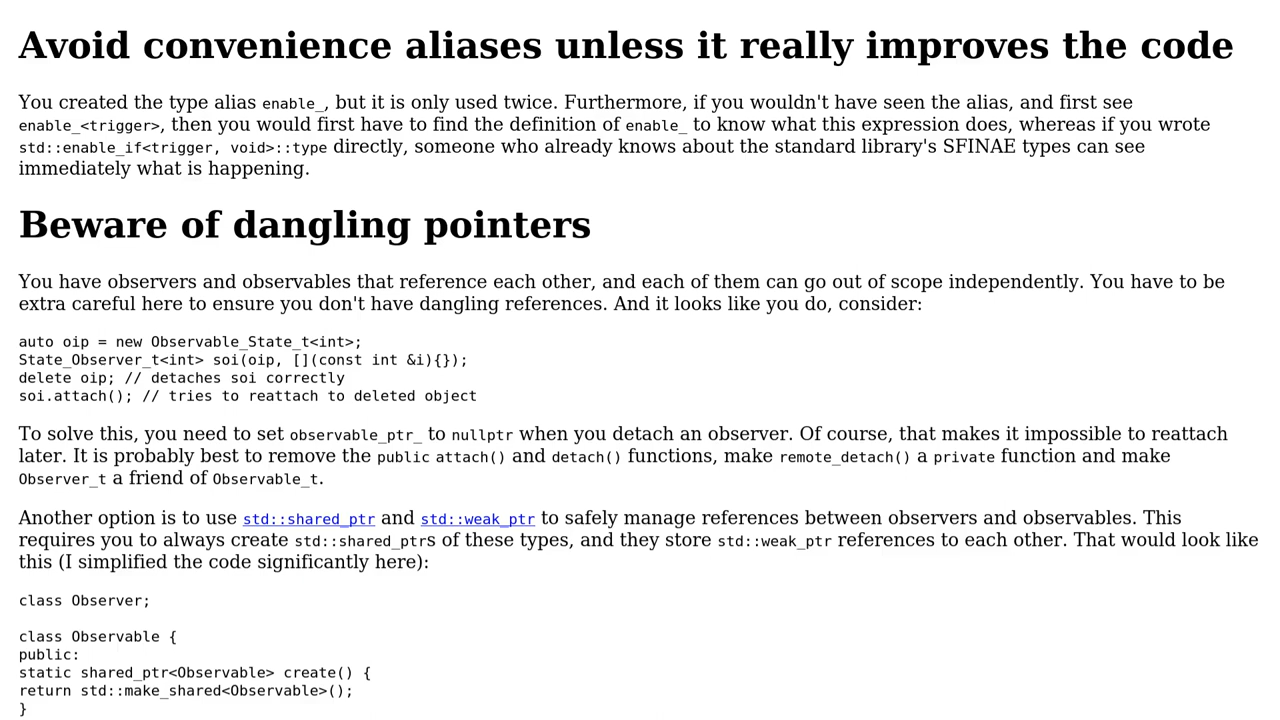 Avoid convenience aliases unless it really improves the code
You created the type alias enable_, but it is only used twice. Furthermore, if you wouldn't have seen the alias, and first see
enable_<trigger>, then you would first have to find the definition of enable_ to know what this expression does, whereas if you wrote
std::enable_if<trigger, void>::type directly, someone who already knows about the standard library's SFINAE types can see
immediately what is happening.
Beware of dangling pointers
You have observers and observables that reference each other, and each of them can go out of scope independently. You have to be
extra careful here to ensure you don't have dangling references. And it looks like you do, consider:
auto oip = new Observable_State_t<int>;
State_Observer_t<int> soi(oip, [](const int &i){});
delete oip; // detaches soi correctly
soi.attach(); // tries to reattach to deleted object
To solve this, you need to set observable_ptr_ to nullptr when you detach an observer. Of course, that makes it impossible to reattach
later. It is probably best to remove the public attach() and detach() functions, make remote_detach() a private function and make
Observer_t a friend of Observable_t.
Another option is to use std::shared_ptr and std::weak_ptr to safely manage references between observers and observables. This
requires you to always create std::shared_ptrs of these types, and they store std::weak_ptr references to each other. That would look like
this (I simplified the code significantly here):
class Observer;
class Observable {
public:
static shared_ptr<Observable> create() {
return std::make_shared<Observable>();
}